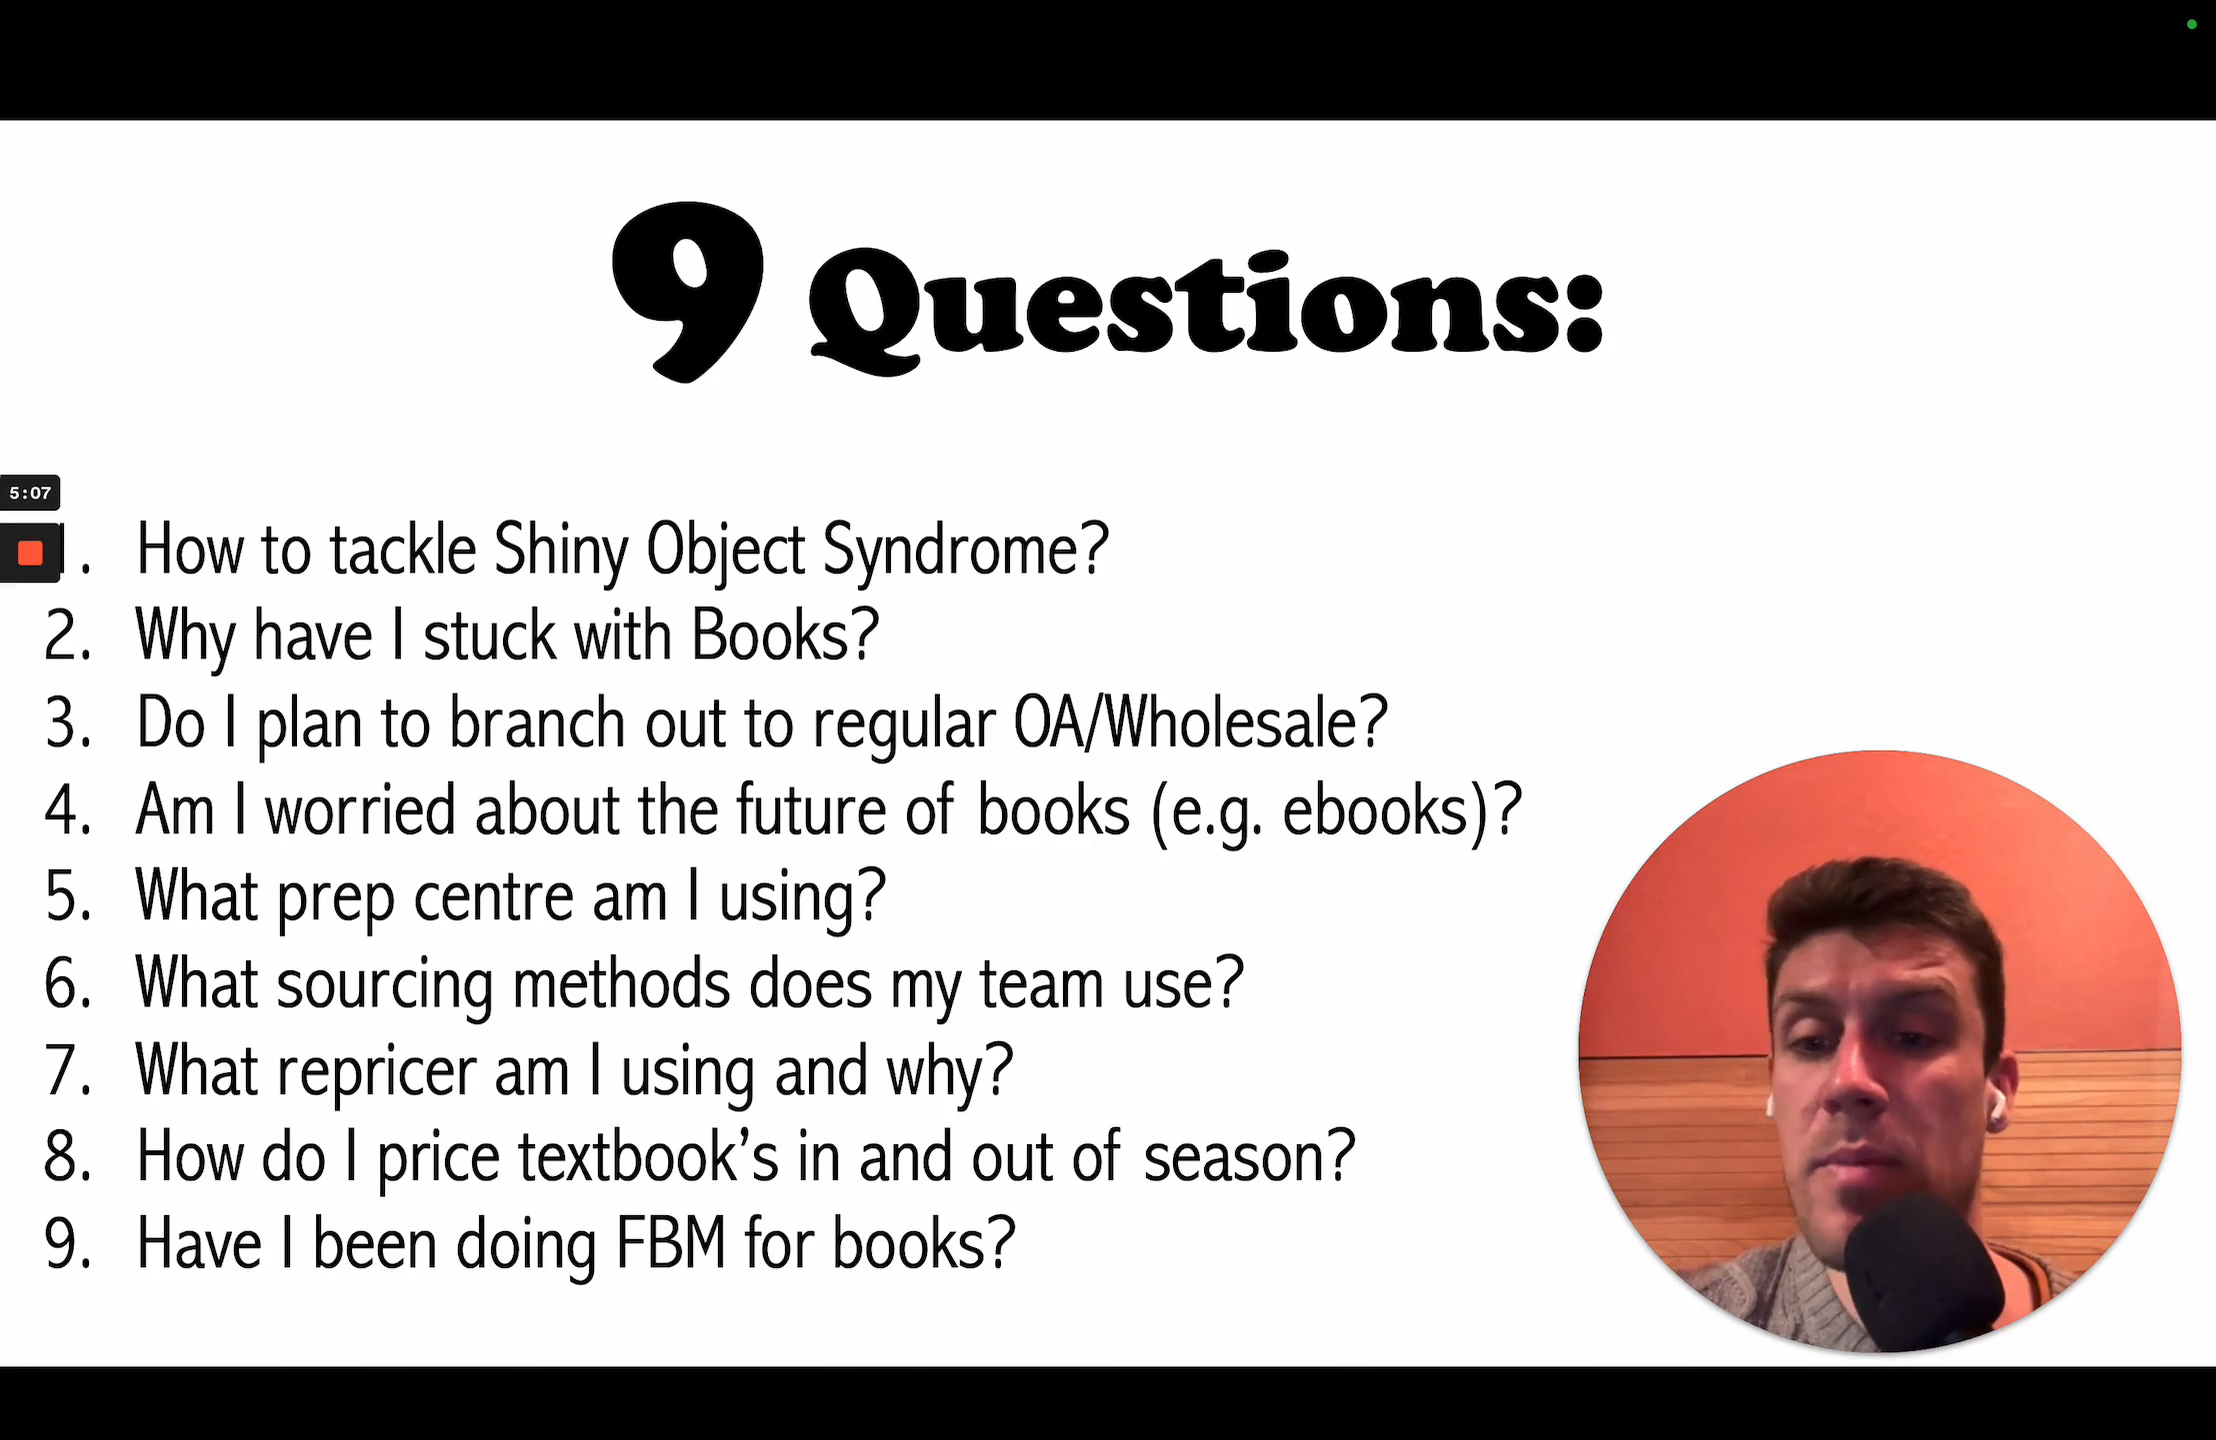 9 Questions:
5:07
1. How to tackle Shiny Object Syndrome?
2. Why have I stuck with Books?
3. Do I plan to branch out to regular OA/Wholesale?
4. Am I worried about the future of books (e.g. ebooks)?
5. What prep centre am I using?
6. What sourcing methods does my team use?
7. What repricer am I using and why?
8. How do I price textbook’s in and out of season?
9. Have I been doing FBM for books?